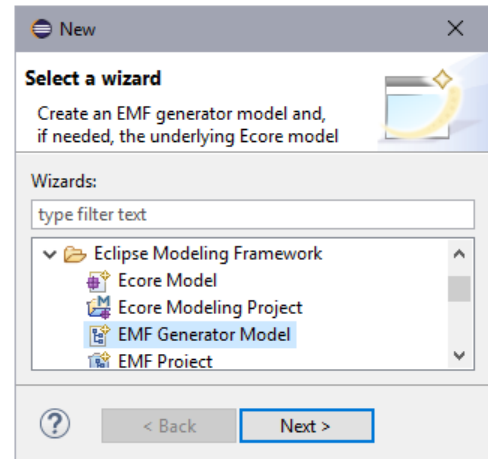 New
Select a wizard
Create an EMF generator model and,
if needed, the underlying Ecore model
Wizards:
type filter text
Eclipse Modeling Framework
Ecore Model
Ecore Modeling Project
EMF Generator Model
EMF Project
? < Back Next >